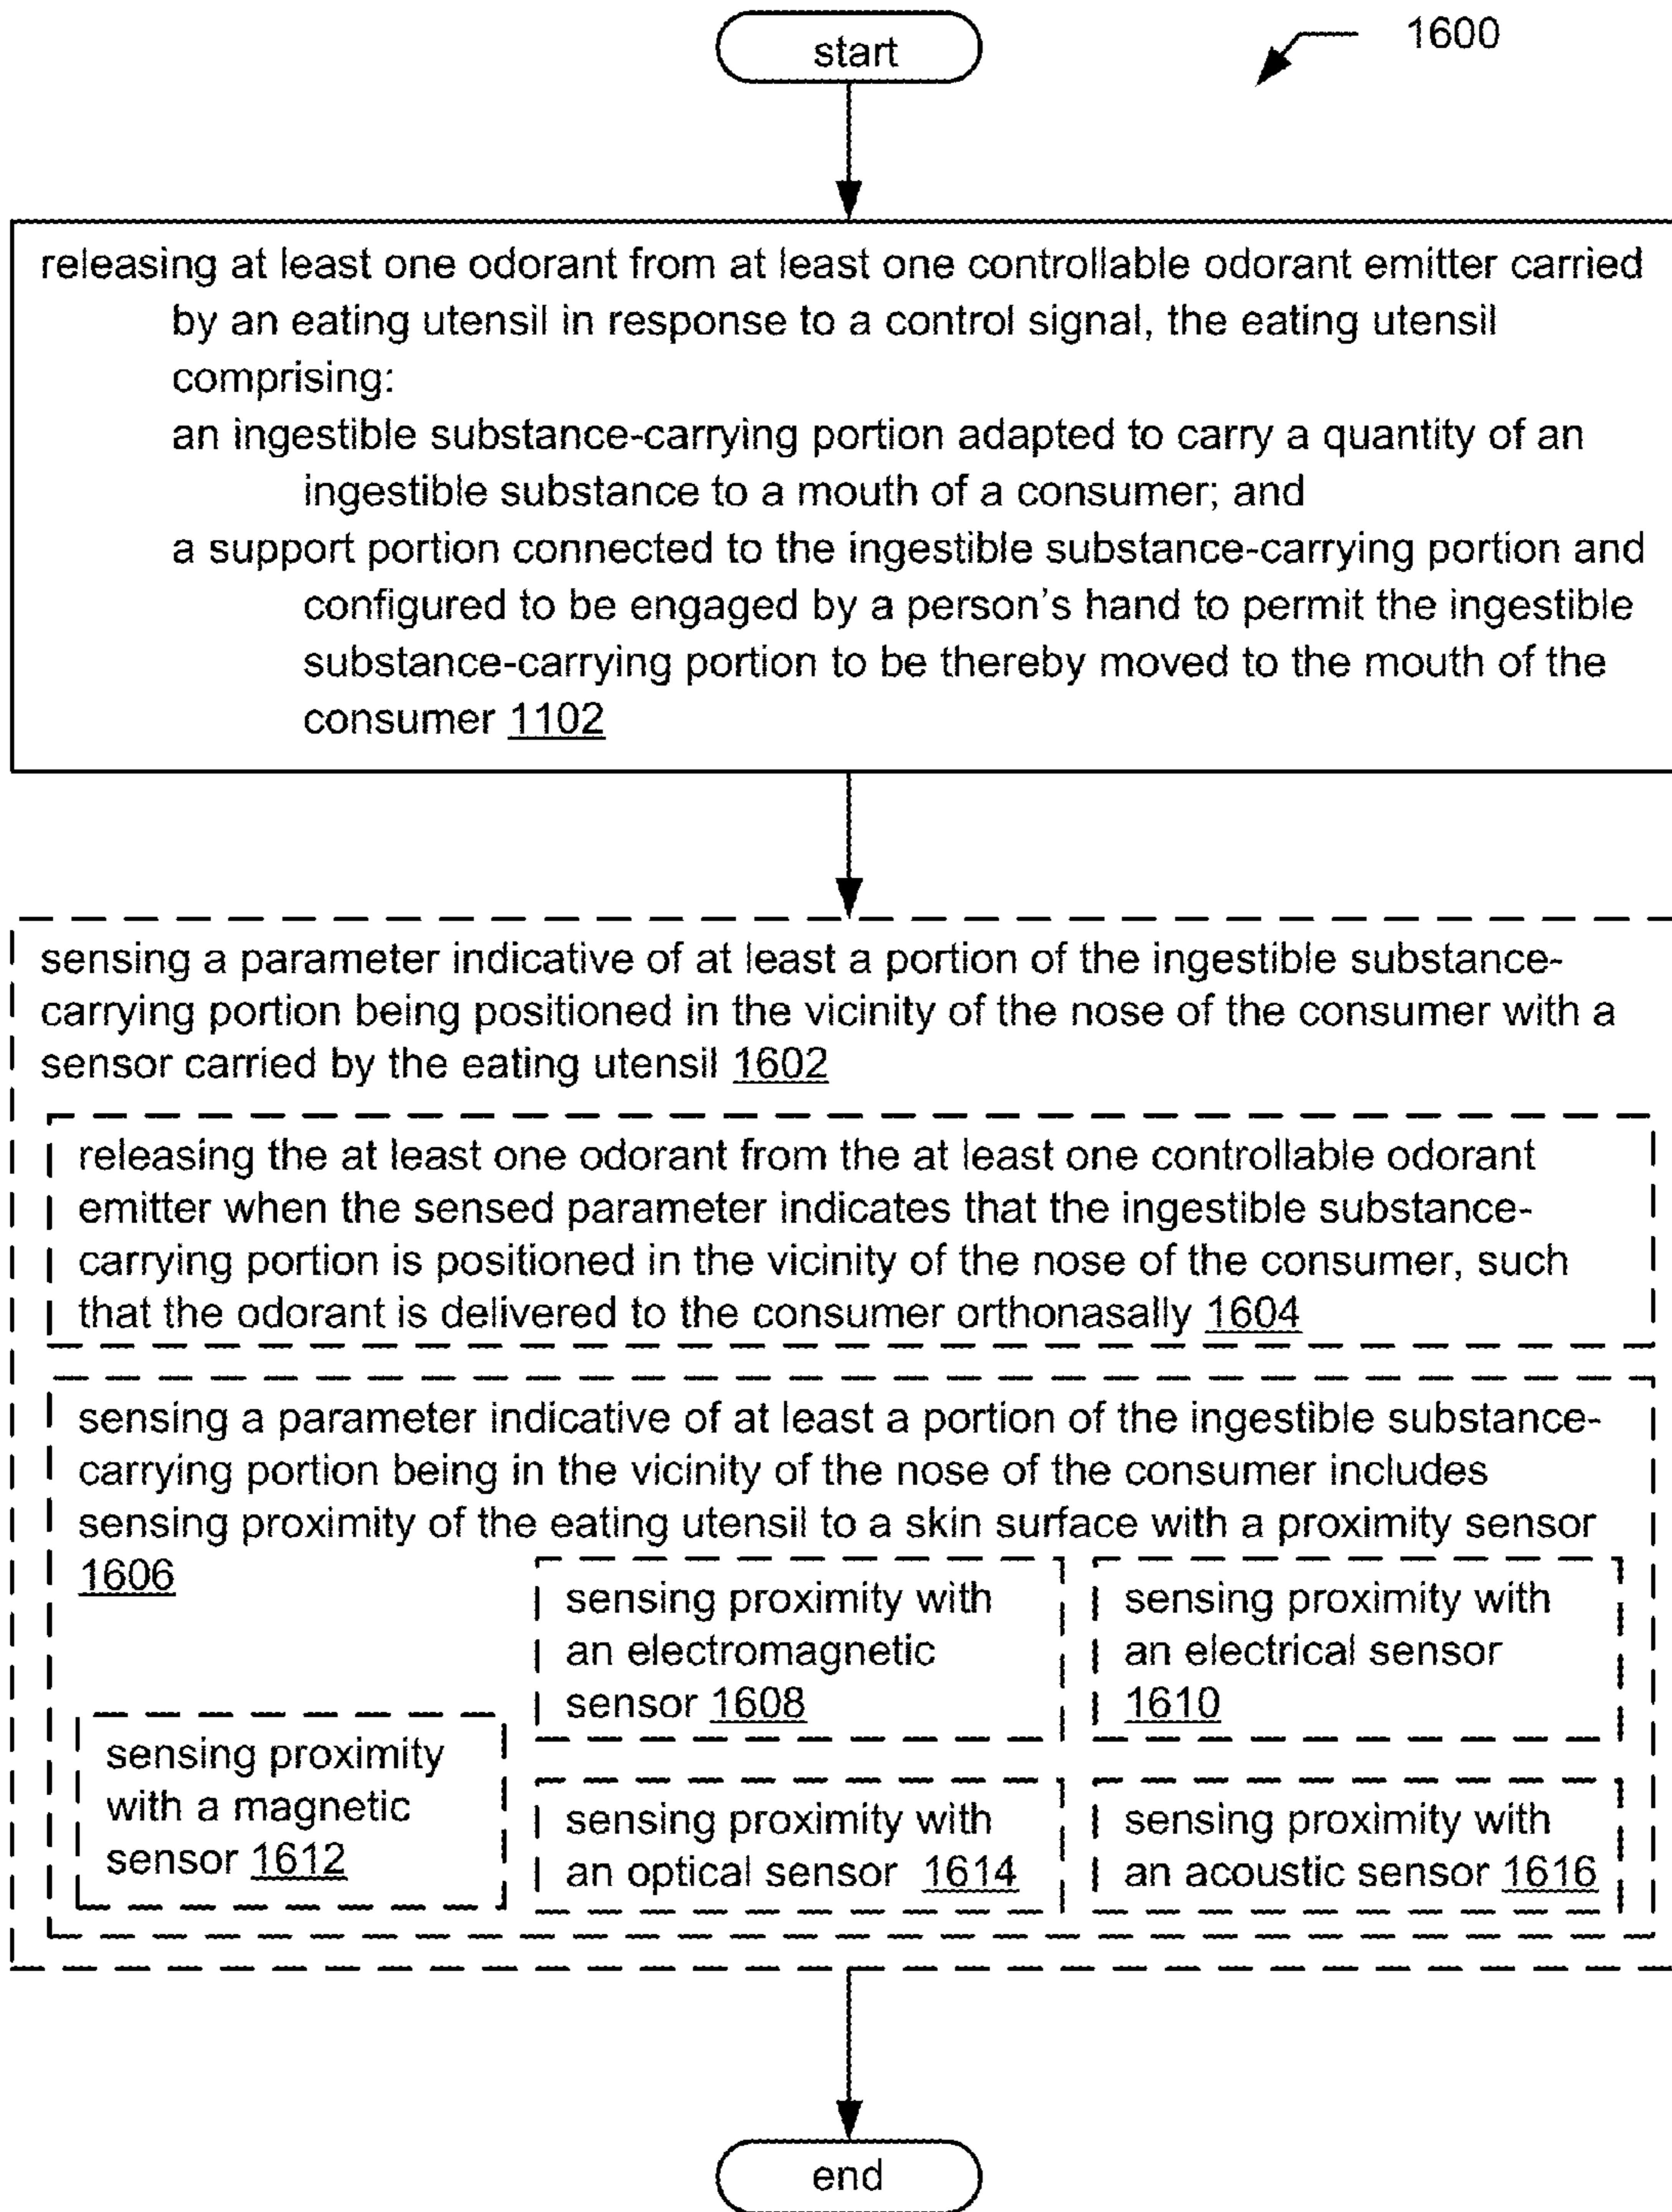 start
1600
releasing at least one odorant from at least one controllable odorant emitter carried
by an eating utensil in response to a control signal, the eating utensil
comprising:
an ingestible substance-carrying portion adapted to carry a quantity of an
ingestible substance to a mouth of a consumer; and
a support portion connected to the ingestible substance-carrying portion and
configured to be engaged by a person's hand to permit the ingestible
substance-carrying portion to be thereby moved to the mouth of the
consumer 1102
sensing a parameter indicative of at least a portion of the ingestible substance-
carrying portion being positioned in the vicinity of the nose of the consumer with a
sensor carried by the eating utensil 1602
releasing the at least one odorant from the at least one controllable odorant
emitter when the sensed parameter indicates that the ingestible substance-
carrying portion is positioned in the vicinity of the nose of the consumer, such
that the odorant is delivered to the consumer orthonasally 1604
sensing a parameter indicative of at least a portion of the ingestible substance-
carrying portion being in the vicinity of the nose of the consumer includes
sensing proximity of the eating utensil to a skin surface with a proximity sensor
1606
sensing proximity with
an electromagnetic
sensor 1608
sensing proximity with
an electrical sensor
1610
sensing proximity
with a magnetic
sensor 1612
sensing proximity with
an optical sensor 1614
sensing proximity with
an acoustic sensor 1616
end